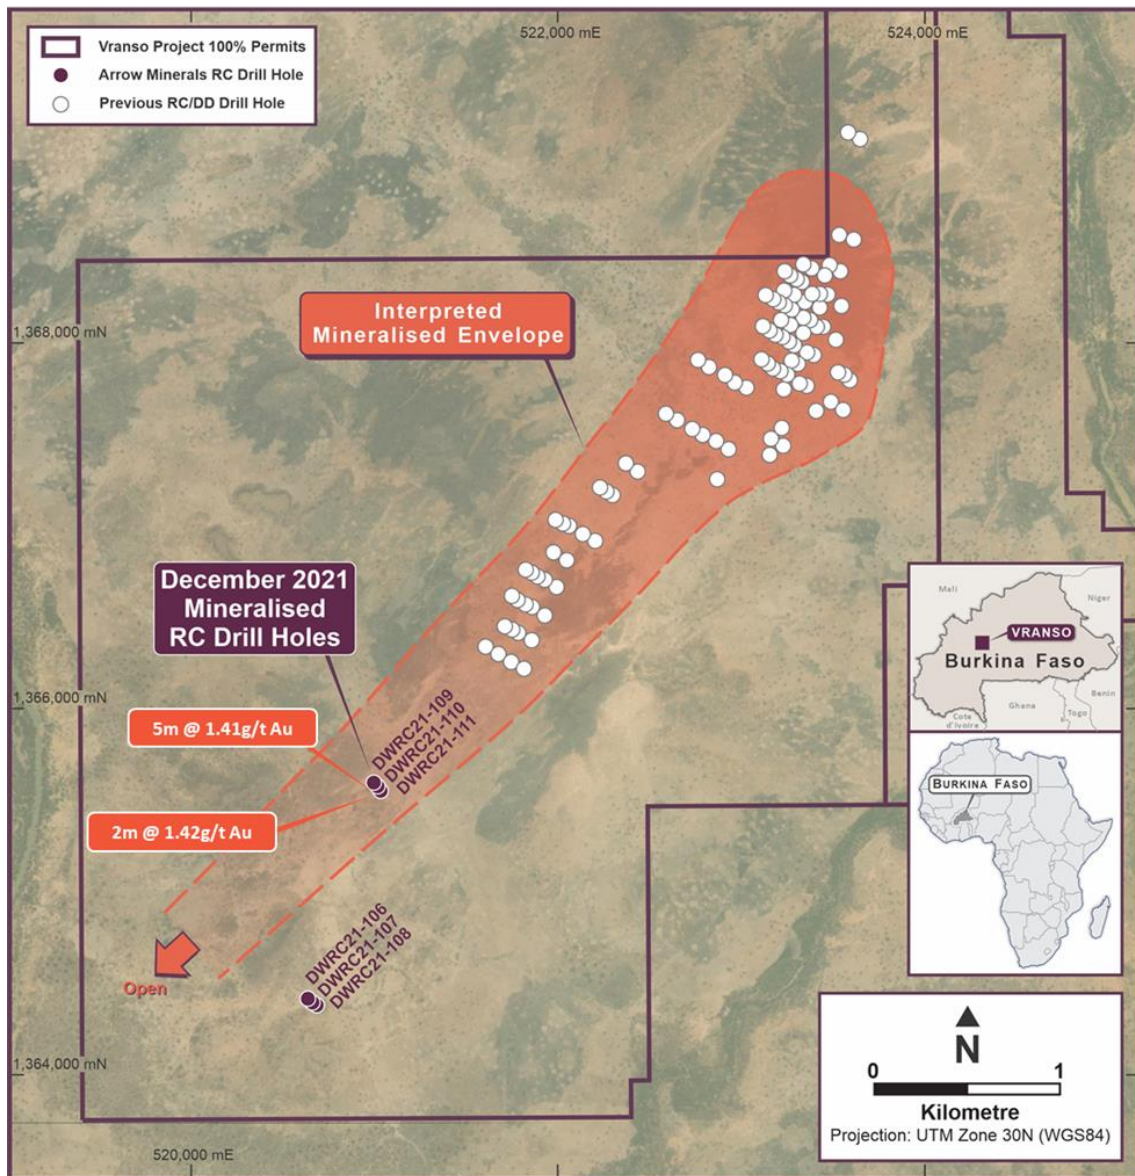 522,000 mE
524,000 mE
Vranso Project 100% Permits
Arrow Minerals RC Drill Hole
Previous RC/DD Drill Hole
Interpreted
Mineralised Envelope
1,368,000 mN
December 2021
Mineralised
RC Drill Holes
1,366,000 mN
5m @ 1.41g/t Au
DWRC21-109
DWRC21-110
DWRC21-111
2m @ 1.42g/t Au
DWRC21-106
DWRC21-107
DWRC21-108
Open
1,364,000 mN
520,000 mE
Mali
Niger
VRANSO
Burkina Faso
Benin
Ghana
Togo
Cote
d'Ivoire
BURKINA FASO
N
0
1
Kilometre
Projection: UTM Zone 30N (WGS84)